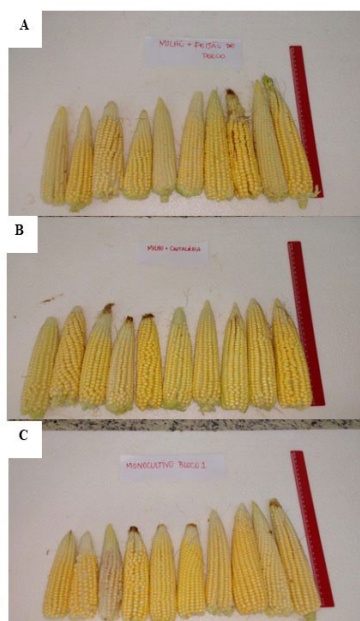 A
MILHO + FEIJÃO DE
PORCO
B
MILHO + CROTALÁRIA
C
MONOCULTIVO BLOCO 1